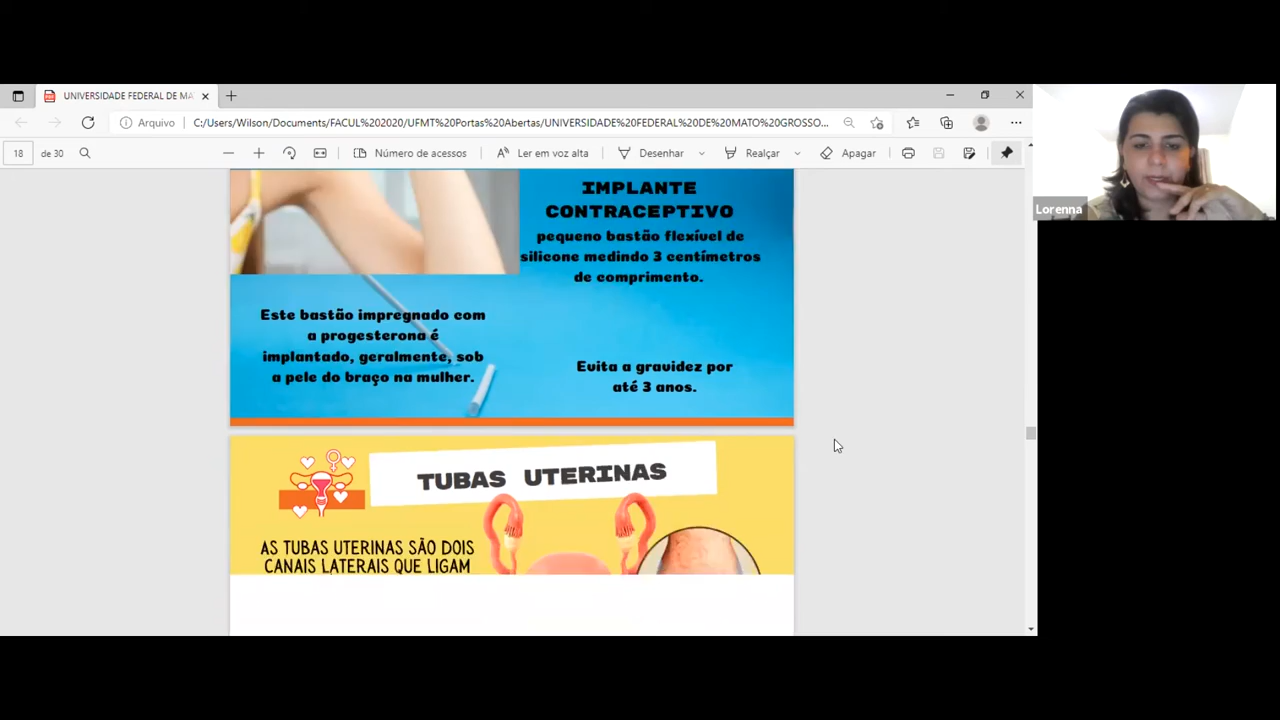 UNIVERSIDADE FEDERAL DE MA
Arquivo
C:/Users/Wilson/Documents/FACUL%202020/UFMT%20Portas%20Abertas/UNIVERSIDADE%20FEDERAL%20DE%20MATO%20GROSSO...
18 de 30
Número de acessos
Ler em voz alta
Desenhar
Realçar
Apagar
Lorenna
IMPLANTE
CONTRACEPTIVO
pequeno bastão flexível de
silicone medindo 3 centímetros
de comprimento.
Este bastão impregnado com
a progesterona é
implantado, geralmente, sob
a pele do braço na mulher.
Evita a gravidez por
até 3 anos.
TUBAS UTERINAS
AS TUBAS UTERINAS SÃO DOIS
CANAIS LATERAIS QUE LIGAM